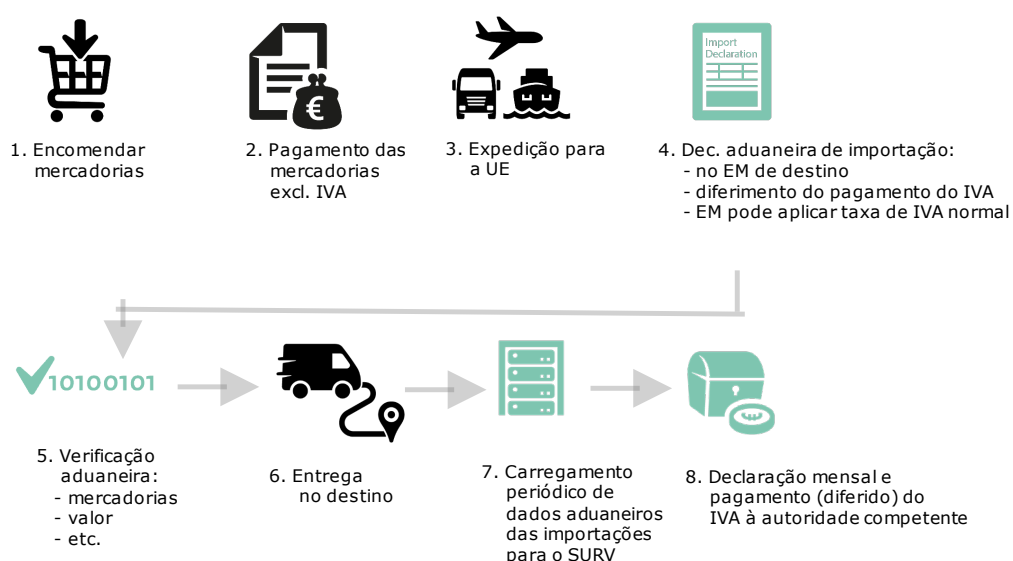 Import
Declaration
€
1. Encomendar
mercadorias
2. Pagamento das
mercadorias
excl. IVA
3. Expedição para
a UE
4. Dec. aduaneira de importação:
- no EM de destino
- diferimento do pagamento do IVA
- EM pode aplicar taxa de IVA normal
10100101
5. Verificação
aduaneira:
- mercadorias
- valor
- etc.
6. Entrega
no destino
7. Carregamento
periódico de
dados aduaneiros
das importações
para o SURV
8. Declaração mensal e
pagamento (diferido) do
IVA à autoridade competente